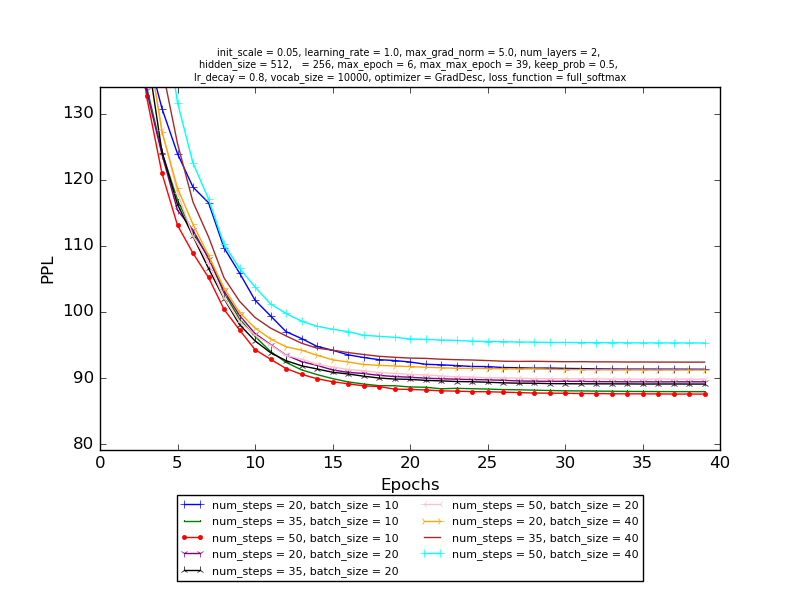 init_scale = 0.05, learning_rate = 1.0, max_grad_norm = 5.0, num_layers = 2,
hidden_size = 512,   = 256, max_epoch = 6, max_max_epoch = 39, keep_prob = 0.5,
lr_decay = 0.8, vocab_size = 10000, optimizer = GradDesc, loss_function = full_softmax
130
120
110
100
90
80
PPL
0 5 10 15 20 25 30 35 40
Epochs
num_steps = 20, batch_size = 10
num_steps = 35, batch_size = 10
num_steps = 50, batch_size = 10
num_steps = 20, batch_size = 20
num_steps = 35, batch_size = 20
num_steps = 50, batch_size = 20
num_steps = 20, batch_size = 40
num_steps = 35, batch_size = 40
num_steps = 50, batch_size = 40